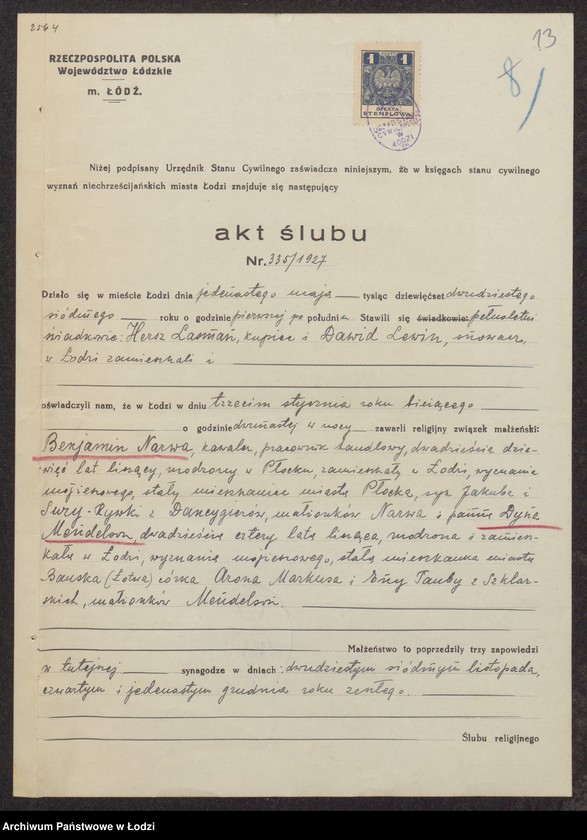 2564
13
8/
RZECZPOSPOLITA POLSKA
Województwo Łódzkie
m. ŁÓDŹ.
1 1
OPŁATA
STEMPLOWA
Niżej podpisany Urzędnik Stanu Cywilnego zaświadcza niniejszym, że w księgach stanu cywilnego
wyznań niechrześcijańskich miasta Łodzi znajduje się następujący
akt ślubu
Nr. 335/1927
Działo się w mieście Łodzi dnia jedenastego maja tysiąc dziewięćset dwudziestego
siódmego roku o godzinie pierwszej po południu Stawili się świadkowie: pełnoletni
świadkowie: Hersz Lasman, kupiec i Dawid Lewin, snowacz,
w Łodzi zamieszkali i
oświadczyli nam, że w Łodzi w dniu trzecim stycznia roku bieżącego
o godzinie dwunastej w nocy zawarli religijny związek małżeński:
Benjamin Narwa, kawaler, pracownik handlowy, dwadzieścia dzie-
więć lat liczący, urodzony w Płocku, zamieszkały w Łodzi, wyznania
mojżeszowego, stały mieszkaniec miasta Płocka, syn Jakuba i
Sury-Rywki z Dancygierów, małżonków Narwa i panna Dyna
Mendelson, dwadzieścia cztery lata licząca, urodzona i zamiesz-
kała w Łodzi, wyznania mojżeszowego, stała mieszkanka miasta
Bauska (Łotwa) córka Arona Markusa i Tauby z Szklar-
skich, małżonków Mendelson.
Małżeństwo to poprzedziły trzy zapowiedzi
w tutejszej synagodze w dniach: dwudziestym siódmym listopada,
czwartym i jedenastym grudnia roku zeszłego.
Ślubu religijnego
Archiwum Państwowe w Łodzi